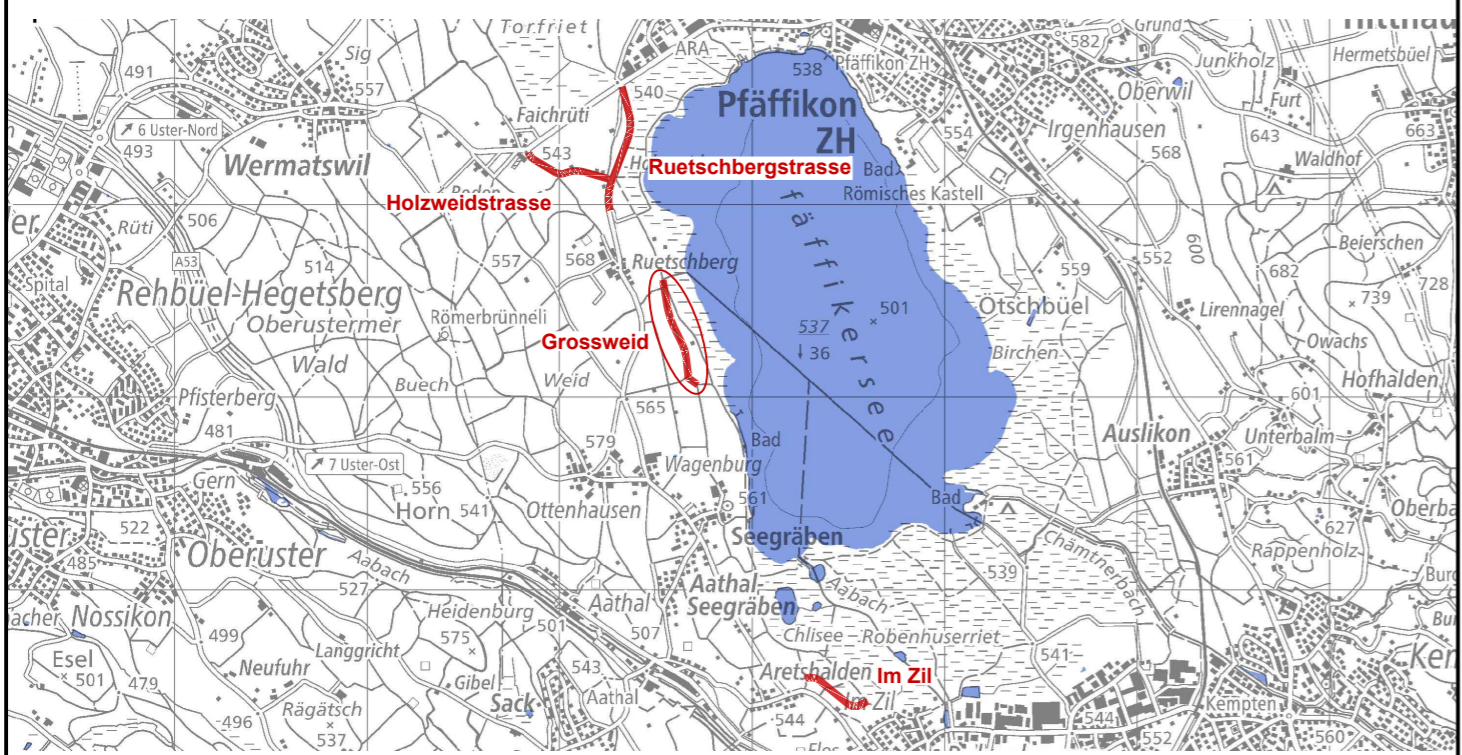 Torfriet
Grund
582
Hermetsbüel
Sig
ARA
538
Pfäffikon ZH
Junkholz
491
557
540
Pfäffikon
ZH
Oberwil
Furt
Faichrüti
6 Uster-Nord
493
543
554
Irgenhausen
643
663
Wermatswil
Ruetschbergstrasse
Bad
568
Waldhof
Holzweidstrasse
Römisches Kastell
506
Rüti
Beierschen
A53
514
557
568
Ruetschberg
559
552
600
682
739
728
Spital
Rehbüel-Hegetsberg
Pfäffikersee
501
Ötschbüel
Lirennagel
Oberustermer
Wald
Römerbrünneli
Grossweid
537
36
Birchen
Owachs
Buech
Weid
Hofhalden
Pfisterberg
565
601
481
579
Bad
Auslikon
Unterbalm
7 Uster-Ost
Wagenburg
561
Gern
556
Horn
541
Ottenhausen
561
Bad
522
Seegräben
627
Oberuster
485
Aabach
539
Chämtnerbach
Rappenholz
527
Aathal-
Seegräben
Aabach
Nossikon
Heidenburg
Aathal
575
501
507
Chlisee
Robenhuserriet
499
Langgricht
541
Esel
501
Neufuhr
543
Aretshalden
Im Zil
479
Gibel
Aathal
Im Zil
Sack
496
Rägätsch
544
544
Kempten
537
552
560